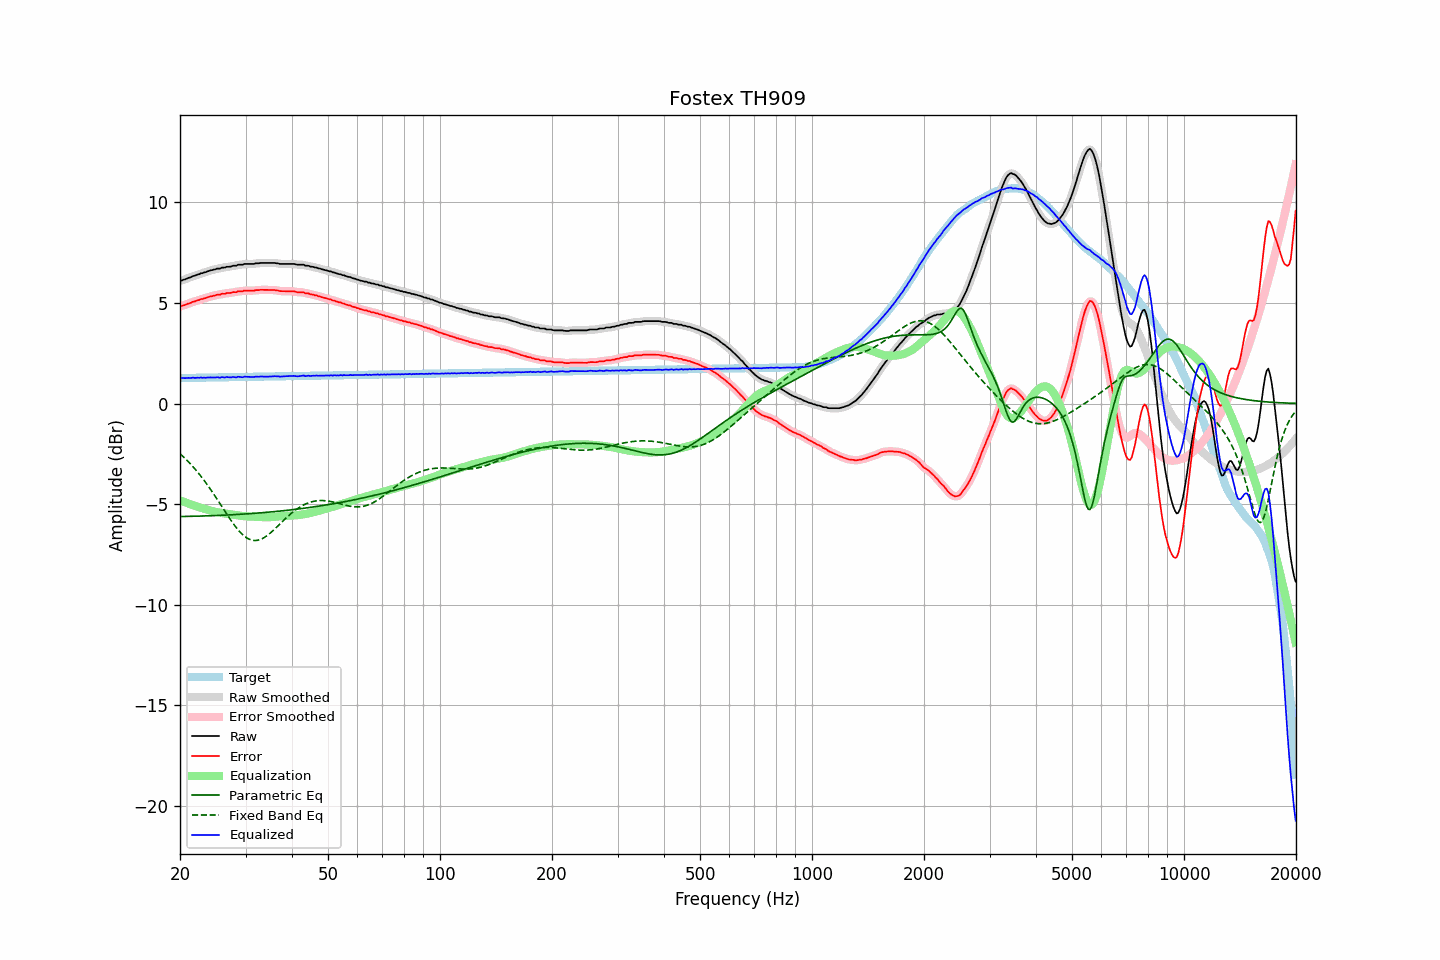 Fostex TH909
Amplitude (dBr)
10
5
0
−5
−10
−15
−20
Target
Raw Smoothed
Error Smoothed
Raw
Error
Equalization
Parametric Eq
Fixed Band Eq
Equalized
20 50 100 200 500 1000 2000 5000 10000 20000
Frequency (Hz)